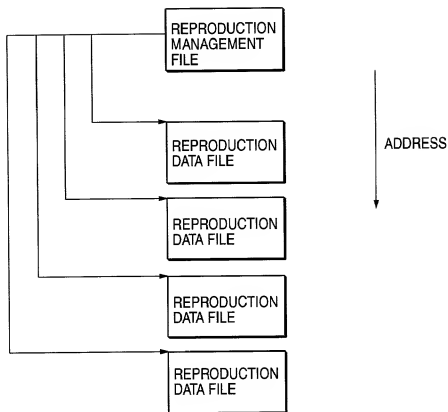 REPRODUCTION
MANAGEMENT
FILE
REPRODUCTION
DATA FILE
ADDRESS
REPRODUCTION
DATA FILE
REPRODUCTION
DATA FILE
REPRODUCTION
DATA FILE